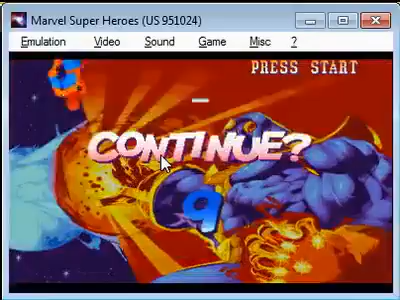 Marvel Super Heroes (US 951024)
Emulation Video Sound Game Misc ?
PRESS START
CONTINUE?
9